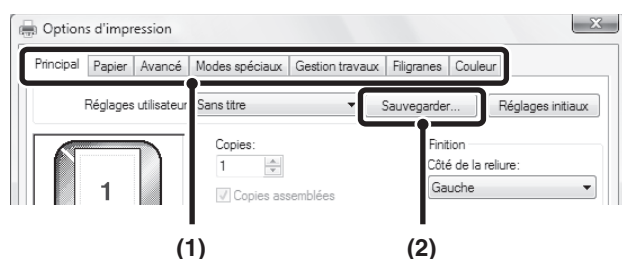 Options d'impression
Principal Papier Avancé Modes spéciaux Gestion travaux Filigranes Couleur
Réglages utilisateur Sans titre Sauvegarder... Réglages initiaux
Copies: Finition
1 Côté de la reliure:
1 Copies assemblées Gauche
(1) (2)